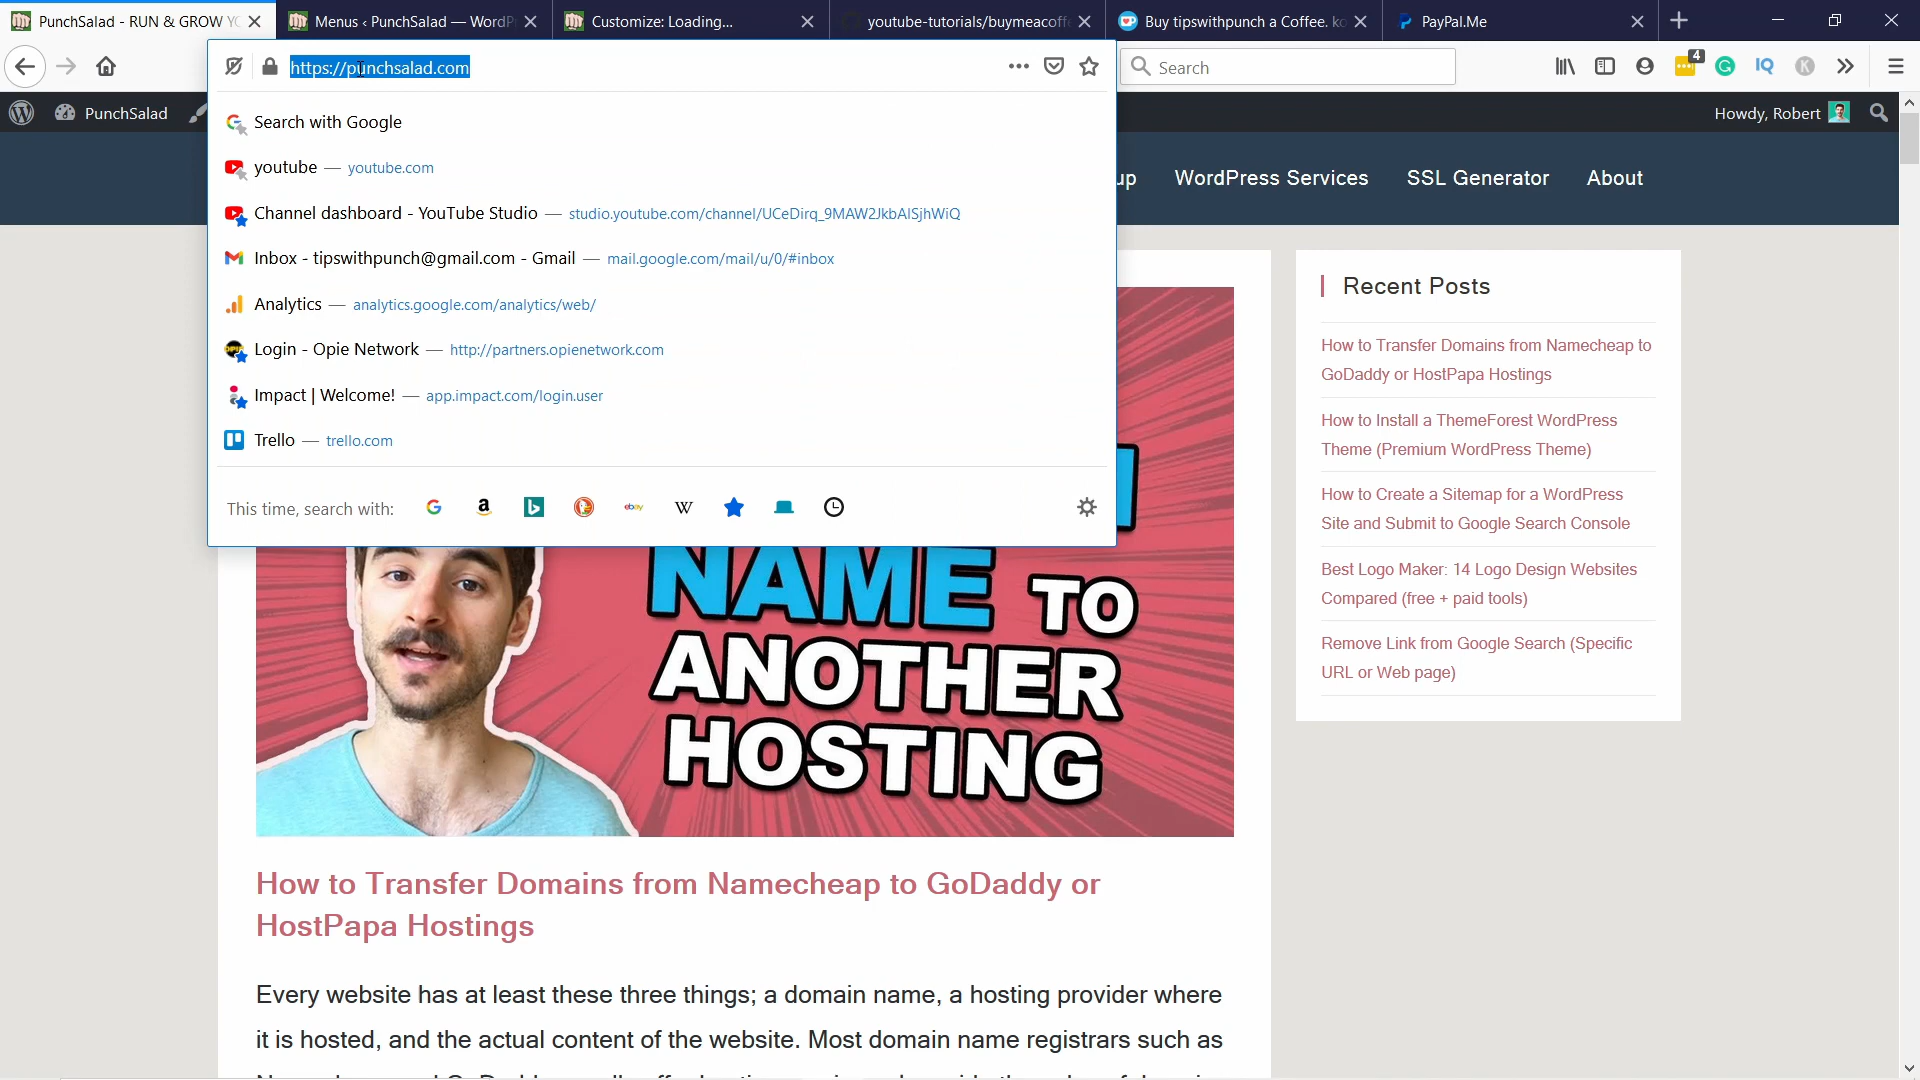 PunchSalad - RUN & GROW YO
Menus ‹ PunchSalad — WordP
Customize: Loading...
youtube-tutorials/buymeacoff
Buy tipswithpunch a Coffee. ko
PayPal.Me
https://punchsalad.com
Search
4
PunchSalad
Howdy, Robert
Search with Google
youtube — youtube.com
Channel dashboard - YouTube Studio — studio.youtube.com/channel/UCeDirq_9MAW2JkbAlSjhWiQ
Inbox - tipswithpunch@gmail.com - Gmail — mail.google.com/mail/u/0/#inbox
Analytics — analytics.google.com/analytics/web/
Login - Opie Network — http://partners.opienetwork.com
Impact | Welcome! — app.impact.com/login.user
Trello — trello.com
This time, search with:
up
WordPress Services
SSL Generator
About
NAME TO
ANOTHER
HOSTING
How to Transfer Domains from Namecheap to GoDaddy or
HostPapa Hostings
Every website has at least these three things; a domain name, a hosting provider where
it is hosted, and the actual content of the website. Most domain name registrars such as
Recent Posts
How to Transfer Domains from Namecheap to
GoDaddy or HostPapa Hostings
How to Install a ThemeForest WordPress
Theme (Premium WordPress Theme)
How to Create a Sitemap for a WordPress
Site and Submit to Google Search Console
Best Logo Maker: 14 Logo Design Websites
Compared (free + paid tools)
Remove Link from Google Search (Specific
URL or Web page)